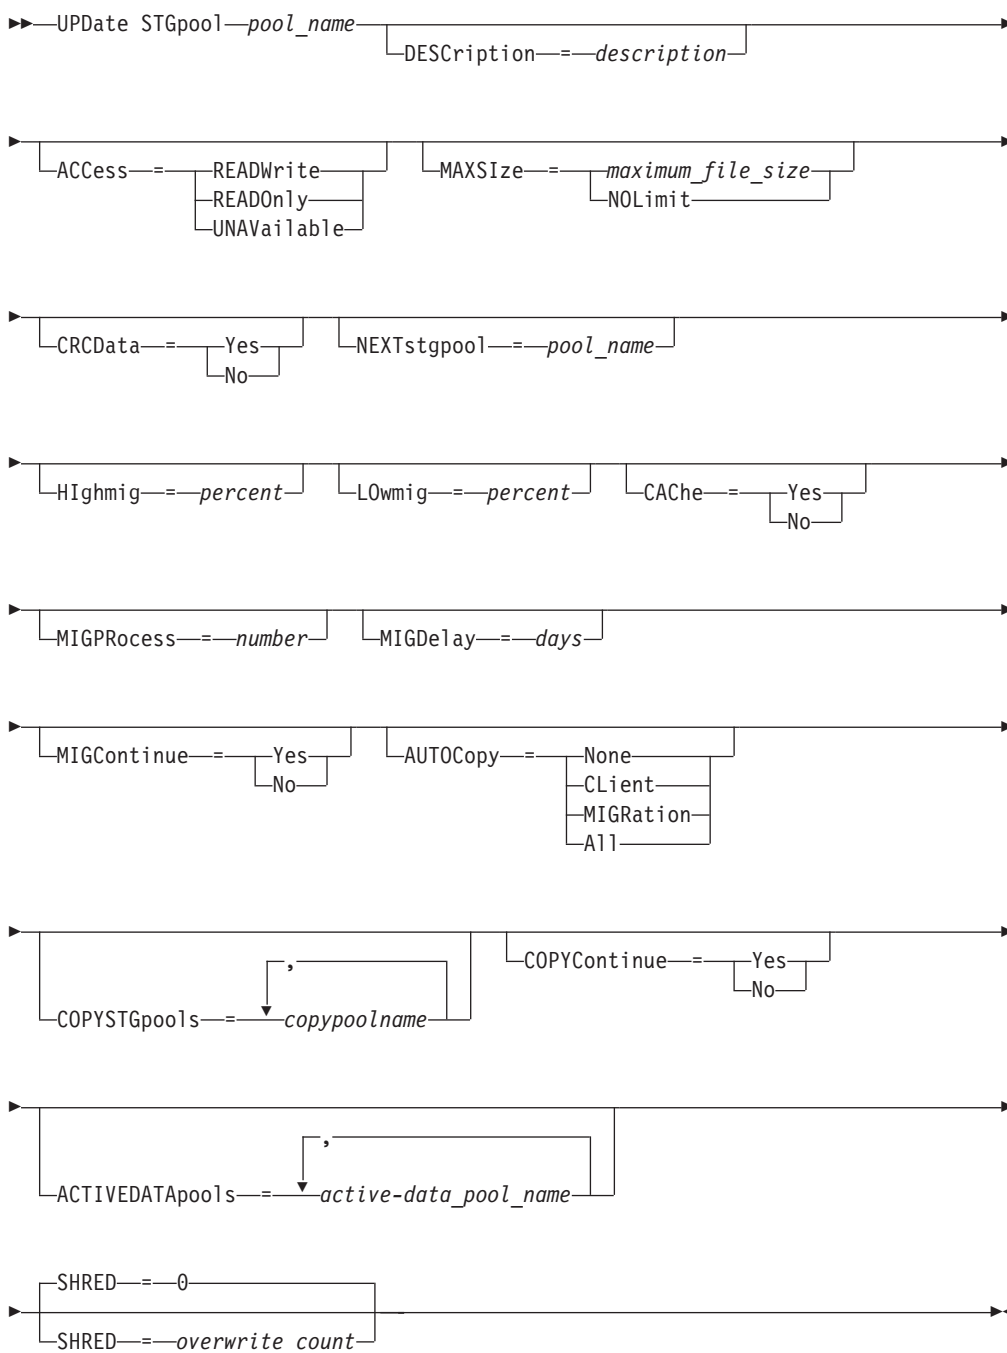 UPDate STGpool pool_name
DESCription = description
ACCess = READWrite
READOnly
UNAVailable
MAXSIze = maximum_file_size
NOLimit
CRCData = Yes
No
NEXTstgpool = pool_name
HIghmig = percent
LOwmig = percent
CAChe = Yes
No
MIGPRocess = number
MIGDelay = days
MIGContinue = Yes
No
AUTOCopy = None
CLient
MIGRation
All
,
COPYSTGpools = copypoolname
COPYContinue = Yes
No
,
ACTIVEDATApools = active-data_pool_name
SHRED = 0
SHRED = overwrite_count